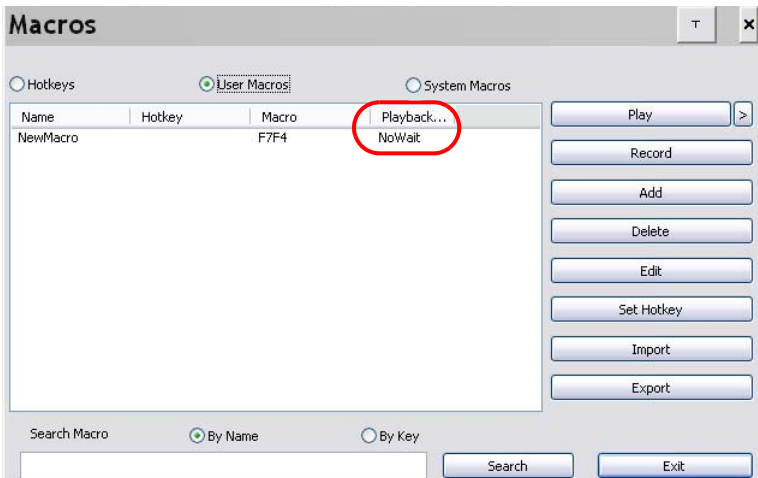 Macros
T
×
Hotkeys
User Macros
System Macros
Name Hotkey Macro Playback...
NewMacro F7F4 NoWait
Play
>
Record
Add
Delete
Edit
Set Hotkey
Import
Export
Search Macro
By Name
By Key
Search
Exit